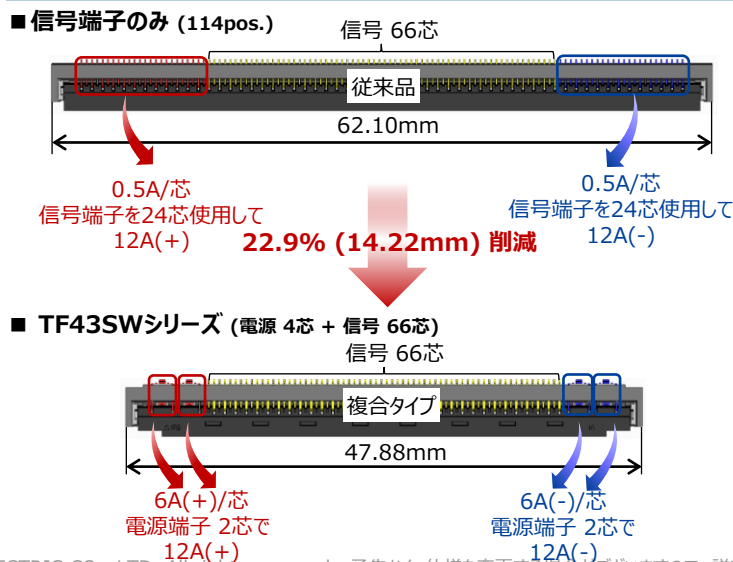 ■信号端子のみ (114pos.)
信号 66芯
従来品
62.10mm
0.5A/芯
信号端子を24芯使用して
12A(+)
0.5A/芯
信号端子を24芯使用して
12A(-)
22.9% (14.22mm) 削減
■ TF43SWシリーズ (電源 4芯 + 信号 66芯)
信号 66芯
複合タイプ
47.88mm
6A(+)/芯
電源端子 2芯で
12A(+)
6A(-)/芯
電源端子 2芯で
12A(-)